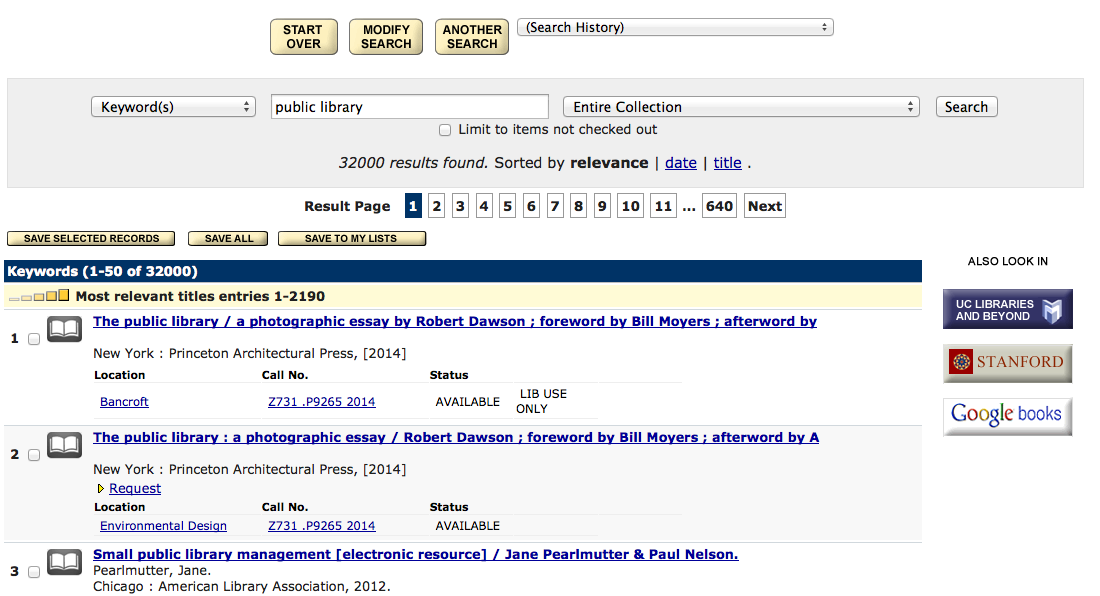 START OVER MODIFY SEARCH ANOTHER SEARCH (Search History)
Keyword(s) public library Entire Collection Search
Limit to items not checked out
32000 results found. Sorted by relevance | date | title .
Result Page 1 2 3 4 5 6 7 8 9 10 11 ... 640 Next
SAVE SELECTED RECORDS SAVE ALL SAVE TO MY LISTS
Keywords (1-50 of 32000)
Most relevant titles entries 1-2190
1 The public library / a photographic essay by Robert Dawson ; foreword by Bill Moyers ; afterword by
New York : Princeton Architectural Press, [2014]
Location Call No. Status
Bancroft Z731 .P9265 2014 AVAILABLE LIB USE ONLY
2 The public library : a photographic essay / Robert Dawson ; foreword by Bill Moyers ; afterword by A
New York : Princeton Architectural Press, [2014]
Request
Location Call No. Status
Environmental Design Z731 .P9265 2014 AVAILABLE
3 Small public library management [electronic resource] / Jane Pearlmutter & Paul Nelson.
Pearlmutter, Jane.
Chicago : American Library Association, 2012.
ALSO LOOK IN
UC LIBRARIES
AND BEYOND
STANFORD
Google books